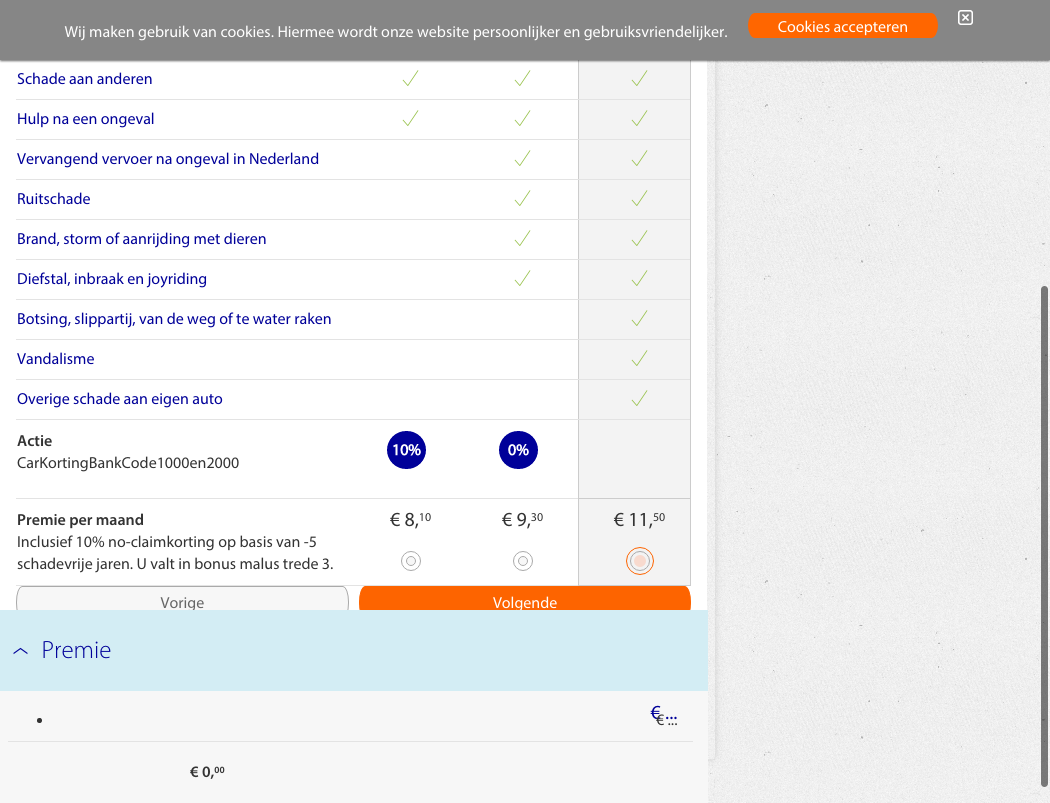 Wij maken gebruik van cookies. Hiermee wordt onze website persoonlijker en gebruiksvriendelijker.
Cookies accepteren
Schade aan anderen
Hulp na een ongeval
Vervangend vervoer na ongeval in Nederland
Ruitschade
Brand, storm of aanrijding met dieren
Diefstal, inbraak en joyriding
Botsing, slippartij, van de weg of te water raken
Vandalisme
Overige schade aan eigen auto
Actie
CarKortingBankCode1000en2000
10% 0%
Premie per maand € 8,10 € 9,30 € 11,50
Inclusief 10% no-claimkorting op basis van -5
schadevrije jaren. U valt in bonus malus trede 3.
Vorige Volgende
Premie
€ ...
€ ...
€ 0,00